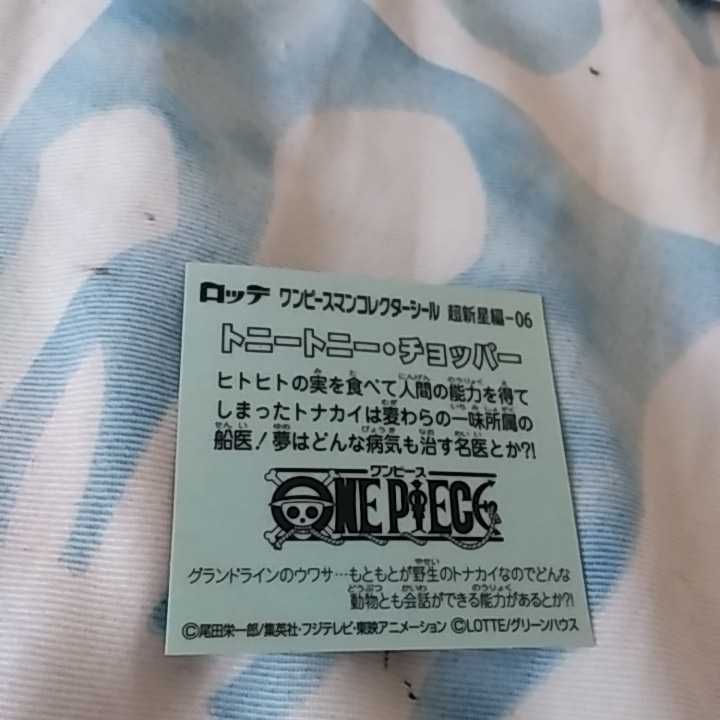 ロッテ ワンピースマンコレクターシール 超新星編-06
トニートニー・チョッパー
ヒトヒトの実を食べて人間の能力を得て
しまったトナカイは麦わらの一味所属の
船医!夢はどんな病気も治す名医とか?!
ワンピース
ONE PIECE
グランドラインのウワサ…もともとが野生のトナカイなのでどんな
動物とも会話ができる能力があるとか?!
©尾田栄一郎/集英社・フジテレビ・東映アニメーション ©LOTTE/グリーンハウス